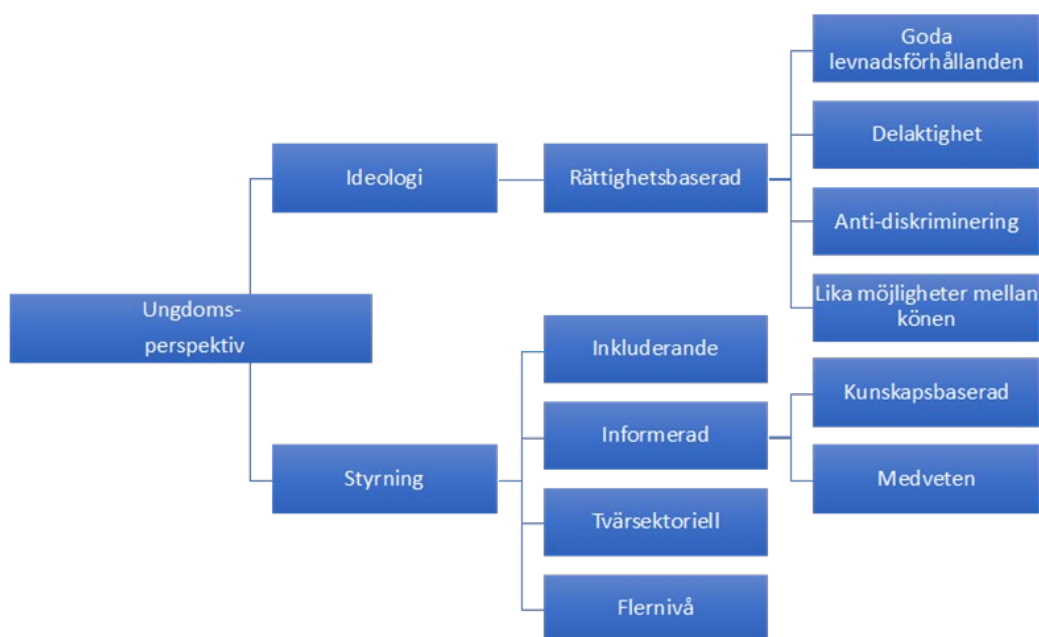 Goda
levnadsförhållanden
Delaktighet
Ideologi
Rättighetsbaserad
Anti-diskriminering
Lika möjligheter mellan
könen
Ungdoms-
perspektiv
Inkluderande
Kunskapsbaserad
Informerad
Styrning
Medveten
Tvärsektoriell
Flernivå